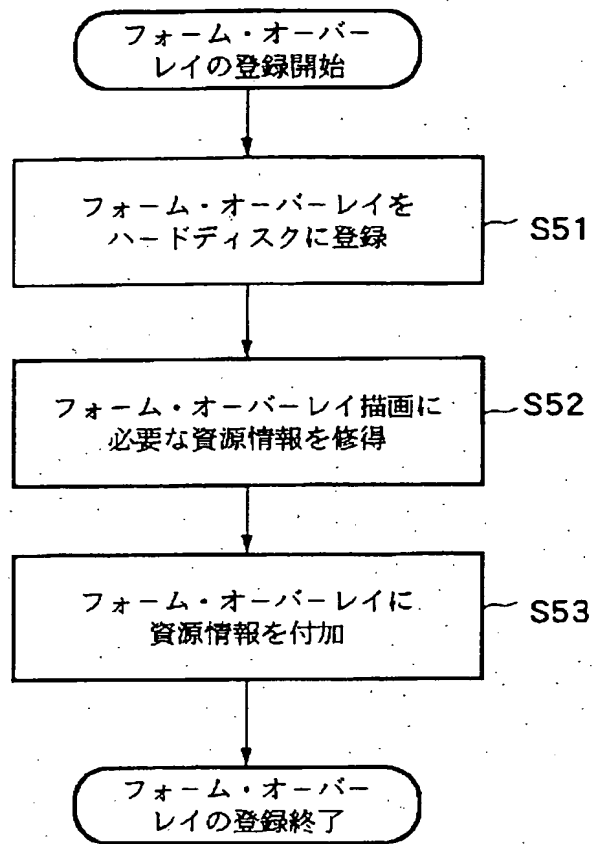 フォーム・オーバー
レイの登録開始
フォーム・オーバーレイを
ハードディスクに登録
S51
フォーム・オーバーレイ描画に
必要な資源情報を修得
S52
フォーム・オーバーレイに
資源情報を付加
S53
フォーム・オーバー
レイの登録終了